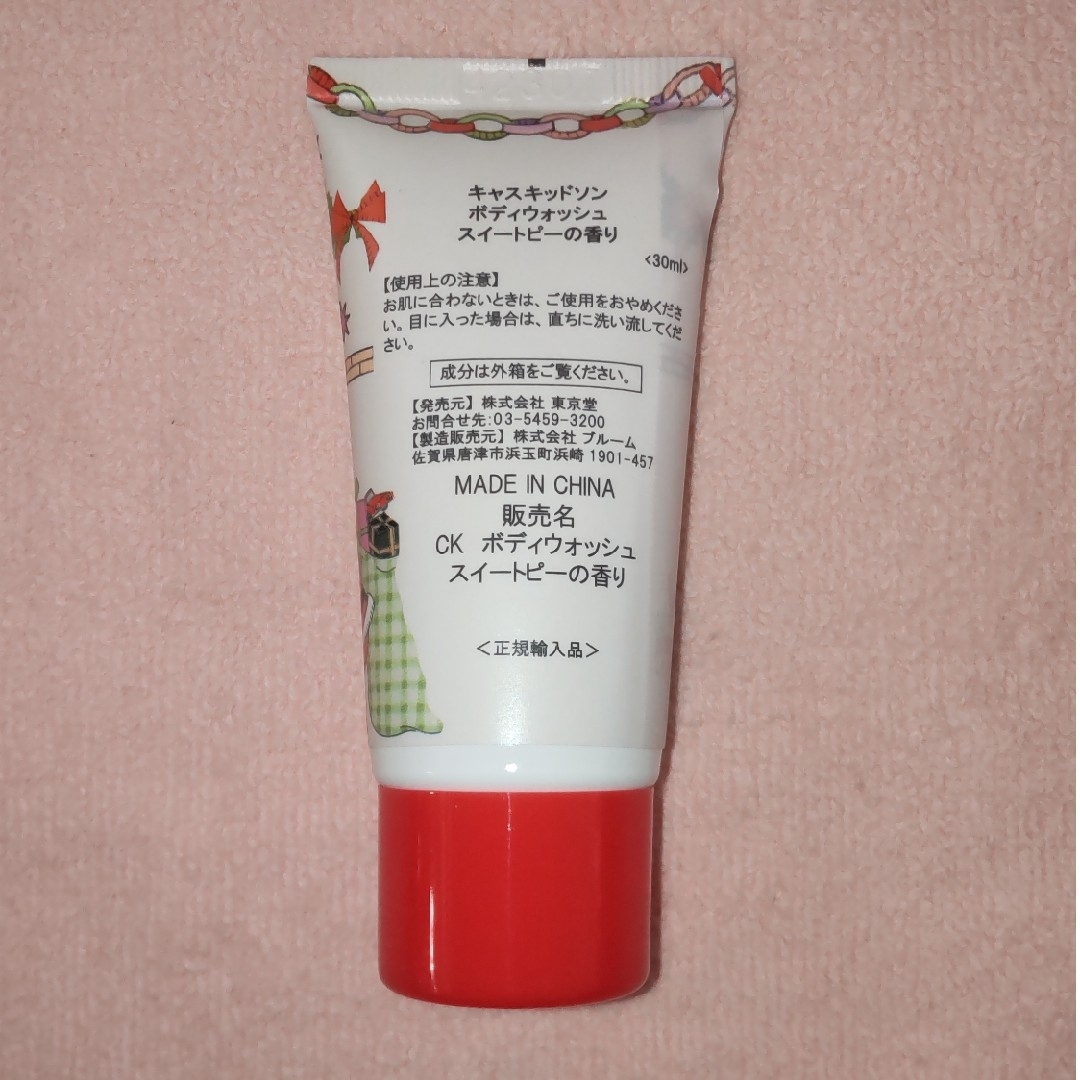 キャスキッドソン
ボディウォッシュ
スイートピーの香り
<30ml>
【使用上の注意】
お肌に合わないときは、ご使用をおやめくださ
い。目に入った場合は、直ちに洗い流してくだ
さい。
成分は外箱をご覧ください。
【発売元】 株式会社 東京堂
お問合せ先:03-5459-3200
【製造販売元】 株式会社 ブルーム
佐賀県唐津市浜玉町浜崎 1901-457
MADE IN CHINA
販売名
CK ボディウォッシュ
スイートピーの香り
<正規輸入品>